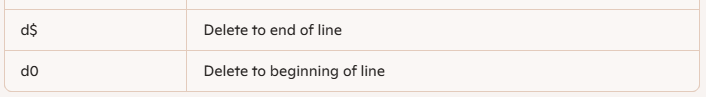 d$ Delete to end of line
d0 Delete to beginning of line